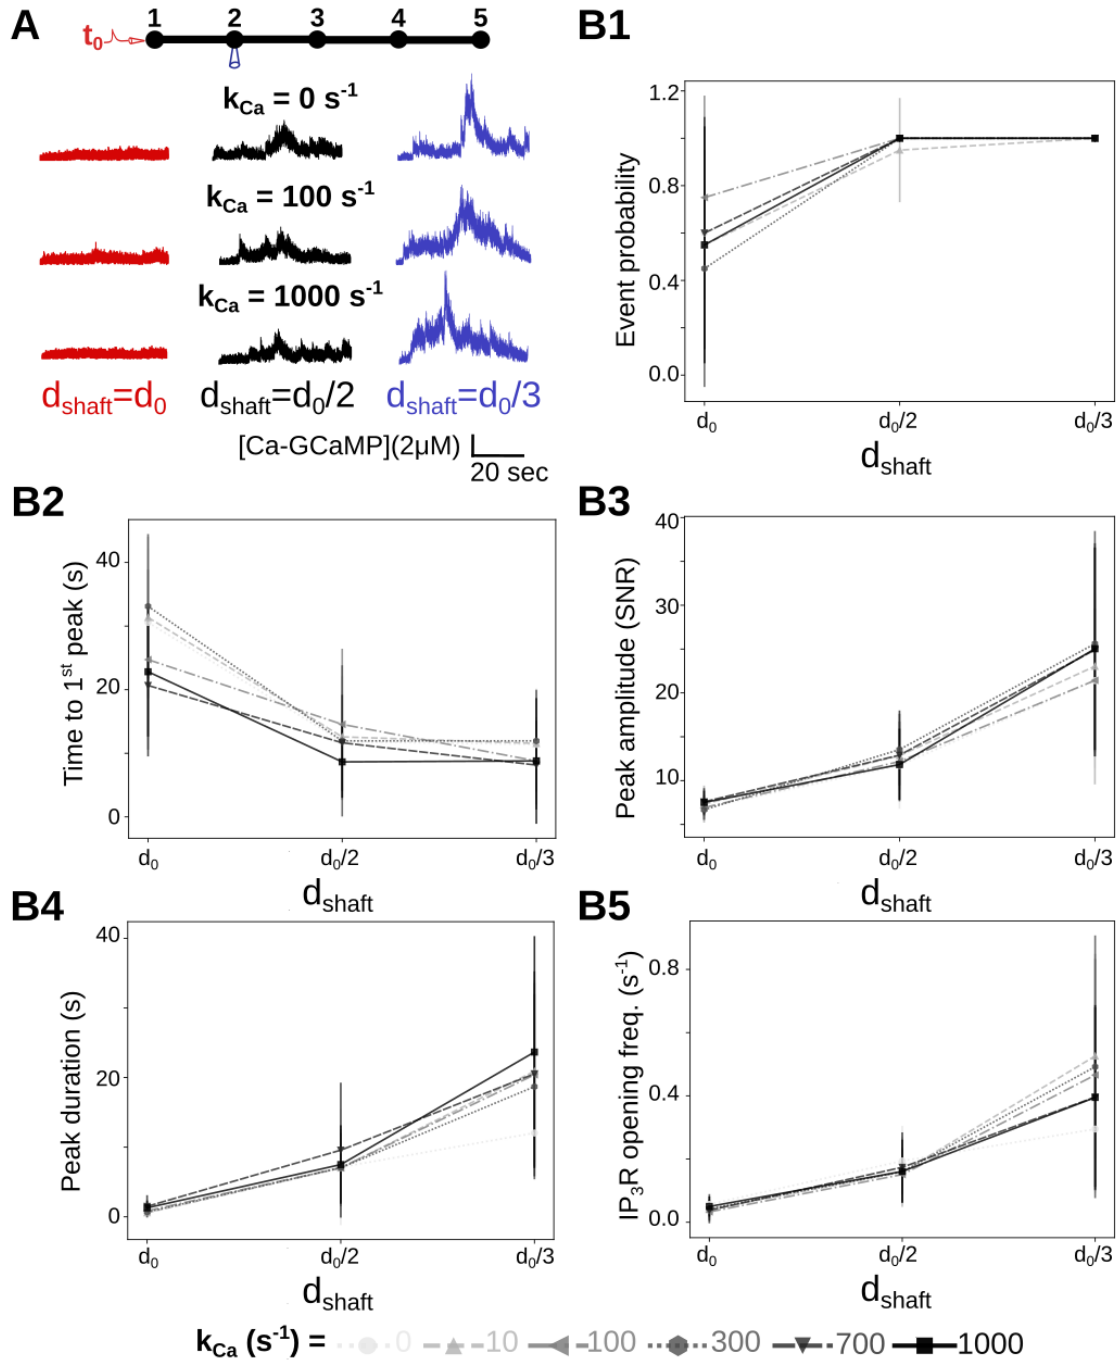 A
t0
1 2 3 4 5
kCa = 0 s-1
kCa = 100 s-1
kCa = 1000 s-1
dshaft=d0 dshaft=d0/2 dshaft=d0/3
[Ca-GCaMP](2µM)
20 sec
B1
Event probability
1.2
0.8
0.4
0.0
d0 d0/2 d0/3
dshaft
B2
Time to 1st peak (s)
40
20
0
d0 d0/2 d0/3
dshaft
B3
Peak amplitude (SNR)
40
30
20
10
d0 d0/2 d0/3
dshaft
B4
Peak duration (s)
40
20
0
d0 d0/2 d0/3
dshaft
B5
IP3R opening freq. (s-1)
0.8
0.4
0.0
d0 d0/2 d0/3
dshaft
kCa (s-1) = 0 10 100 300 700 1000